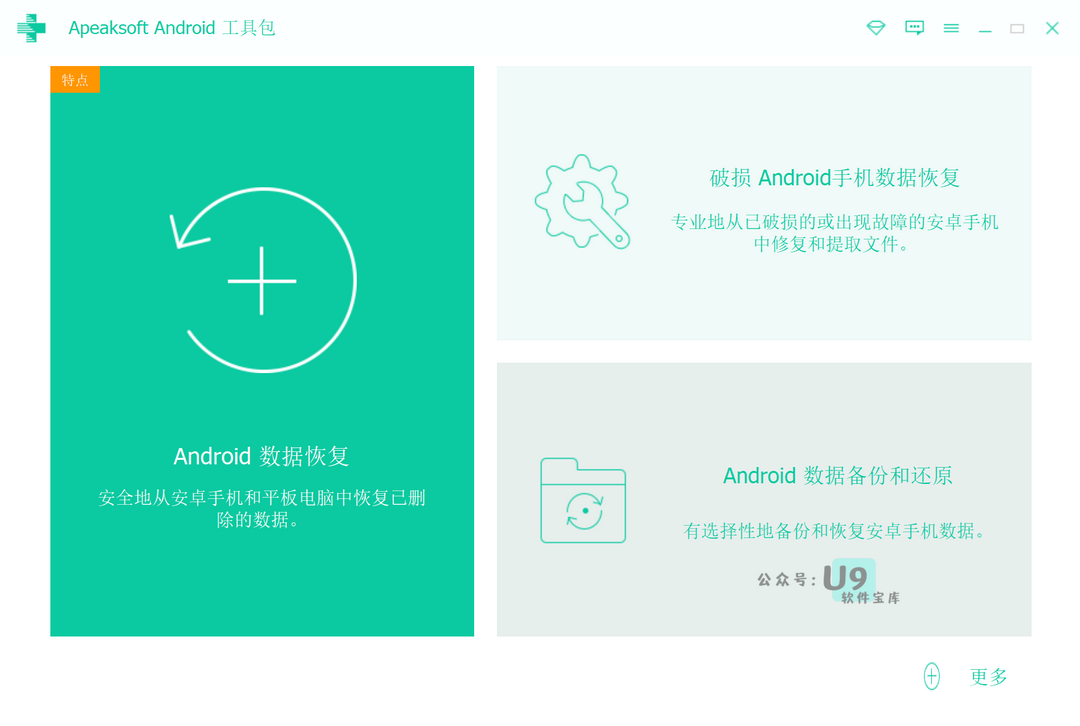 Apeaksoft Android 工具包
特点
Android 数据恢复
安全地从安卓手机和平板电脑中恢复已删
除的数据。
破损 Android手机数据恢复
专业地从已破损的或出现故障的安卓手机
中修复和提取文件。
Android 数据备份和还原
有选择性地备份和恢复安卓手机数据。
公众号:U9
软件宝库
更多